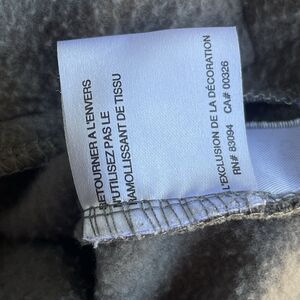 RETOURNER A L'ENVERS
N'UTILISEZ PAS LE
RAMOLLISSANT DE TISSU
L'EXCLUSION DE LA DÉCORATION
RN# 83094 CA# 00326